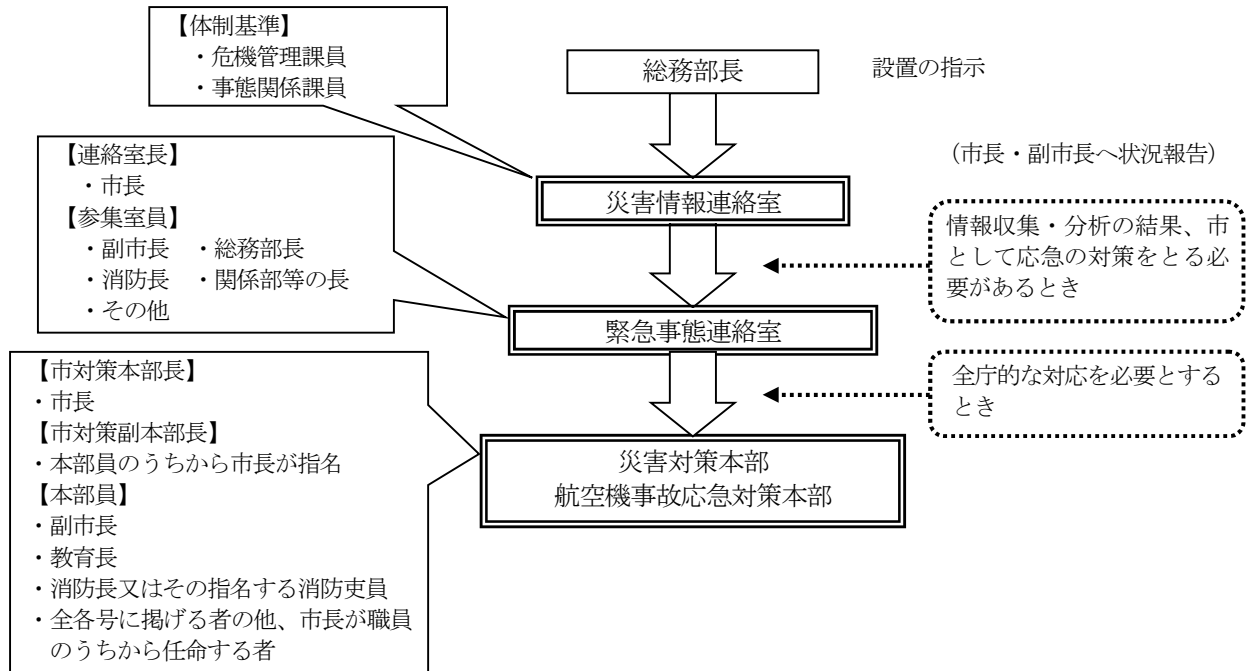 【体制基準】
・危機管理課員
・事態関係課員
総務部長
設置の指示
【連絡室長】
・市長
【参集室員】
・副市長 ・総務部長
・消防長 ・関係部等の長
・その他
(市長・副市長へ状況報告)
災害情報連絡室
情報収集・分析の結果、市
として応急の対策をとる必
要があるとき
緊急事態連絡室
【市対策本部長】
・市長
【市対策副本部長】
・本部員のうちから市長が指名
【本部員】
・副市長
・教育長
・消防長又はその指名する消防吏員
・全各号に掲げる者の他、市長が職員
のうちから任命する者
全庁的な対応を必要とする
とき
災害対策本部
航空機事故応急対策本部